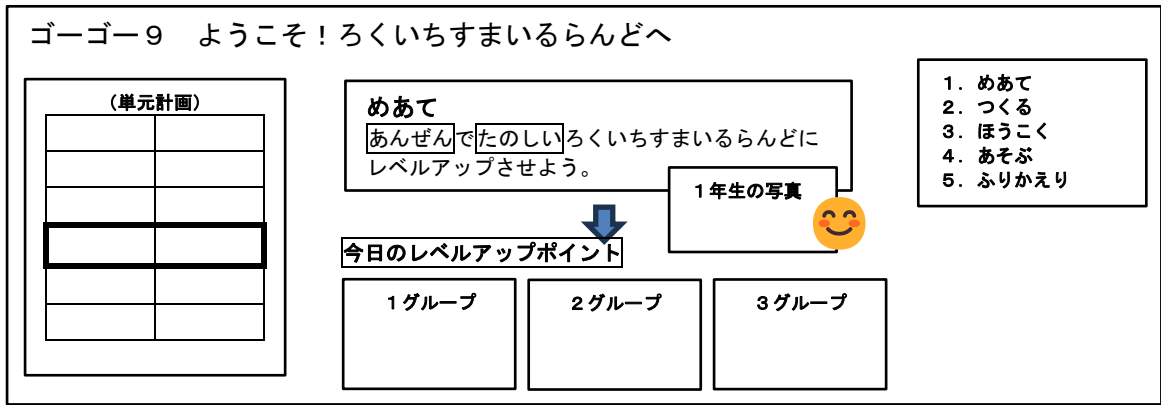 ゴーゴー９　ようこそ！ろくいちすまいるらんどへ
（単元計画）
めあて
あんぜんでたのしいろくいちすまいるらんどに
レベルアップさせよう。
１年生の写真
今日のレベルアップポイント
１グループ
２グループ
３グループ
１．めあて
２．つくる
３．ほうこく
４．あそぶ
５．ふりかえり